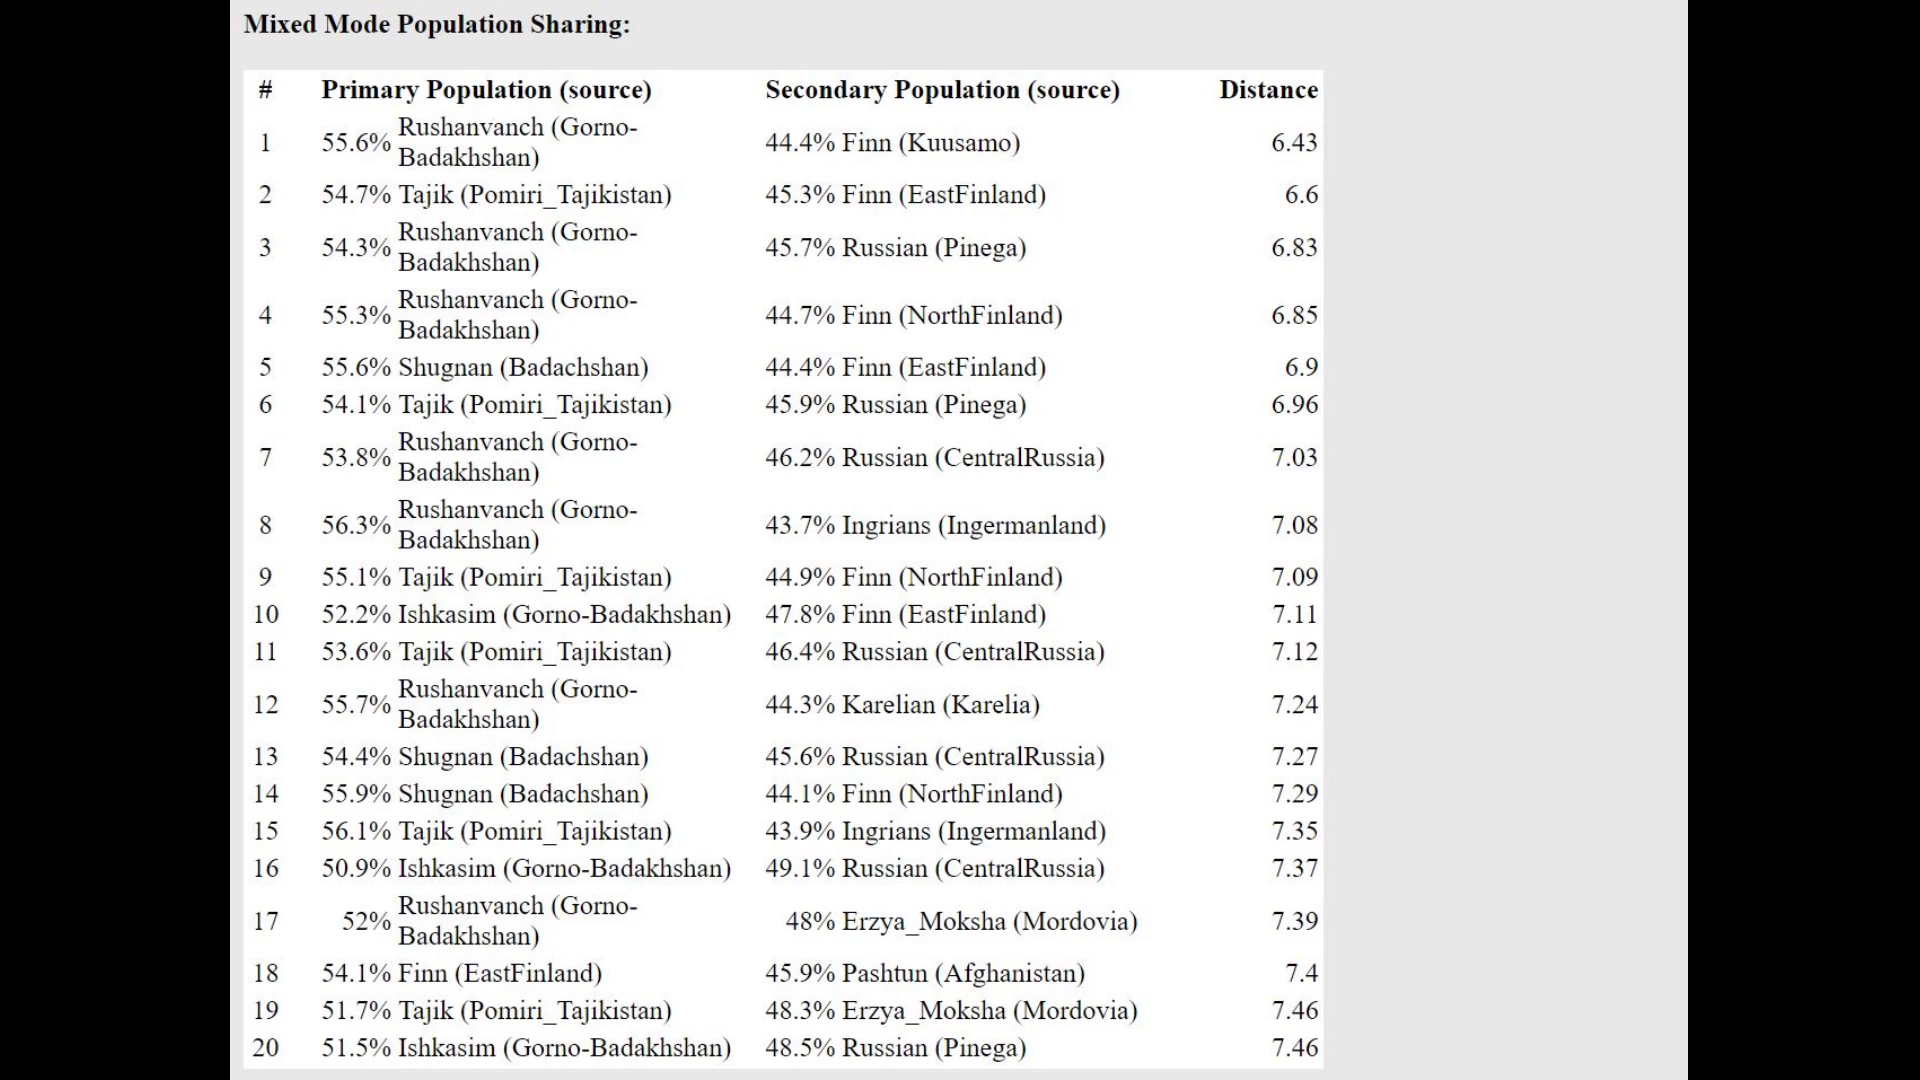 Mixed Mode Population Sharing:
# Primary Population (source) Secondary Population (source) Distance
1 55.6% Rushanvanch (Gorno-Badakhshan) 44.4% Finn (Kuusamo) 6.43
2 54.7% Tajik (Pomiri_Tajikistan) 45.3% Finn (EastFinland) 6.6
3 54.3% Rushanvanch (Gorno-Badakhshan) 45.7% Russian (Pinega) 6.83
4 55.3% Rushanvanch (Gorno-Badakhshan) 44.7% Finn (NorthFinland) 6.85
5 55.6% Shugnan (Badachshan) 44.4% Finn (EastFinland) 6.9
6 54.1% Tajik (Pomiri_Tajikistan) 45.9% Russian (Pinega) 6.96
7 53.8% Rushanvanch (Gorno-Badakhshan) 46.2% Russian (CentralRussia) 7.03
8 56.3% Rushanvanch (Gorno-Badakhshan) 43.7% Ingrians (Ingermanland) 7.08
9 55.1% Tajik (Pomiri_Tajikistan) 44.9% Finn (NorthFinland) 7.09
10 52.2% Ishkasim (Gorno-Badakhshan) 47.8% Finn (EastFinland) 7.11
11 53.6% Tajik (Pomiri_Tajikistan) 46.4% Russian (CentralRussia) 7.12
12 55.7% Rushanvanch (Gorno-Badakhshan) 44.3% Karelian (Karelia) 7.24
13 54.4% Shugnan (Badachshan) 45.6% Russian (CentralRussia) 7.27
14 55.9% Shugnan (Badachshan) 44.1% Finn (NorthFinland) 7.29
15 56.1% Tajik (Pomiri_Tajikistan) 43.9% Ingrians (Ingermanland) 7.35
16 50.9% Ishkasim (Gorno-Badakhshan) 49.1% Russian (CentralRussia) 7.37
17 52% Rushanvanch (Gorno-Badakhshan) 48% Erzya_Moksha (Mordovia) 7.39
18 54.1% Finn (EastFinland) 45.9% Pashtun (Afghanistan) 7.4
19 51.7% Tajik (Pomiri_Tajikistan) 48.3% Erzya_Moksha (Mordovia) 7.46
20 51.5% Ishkasim (Gorno-Badakhshan) 48.5% Russian (Pinega) 7.46